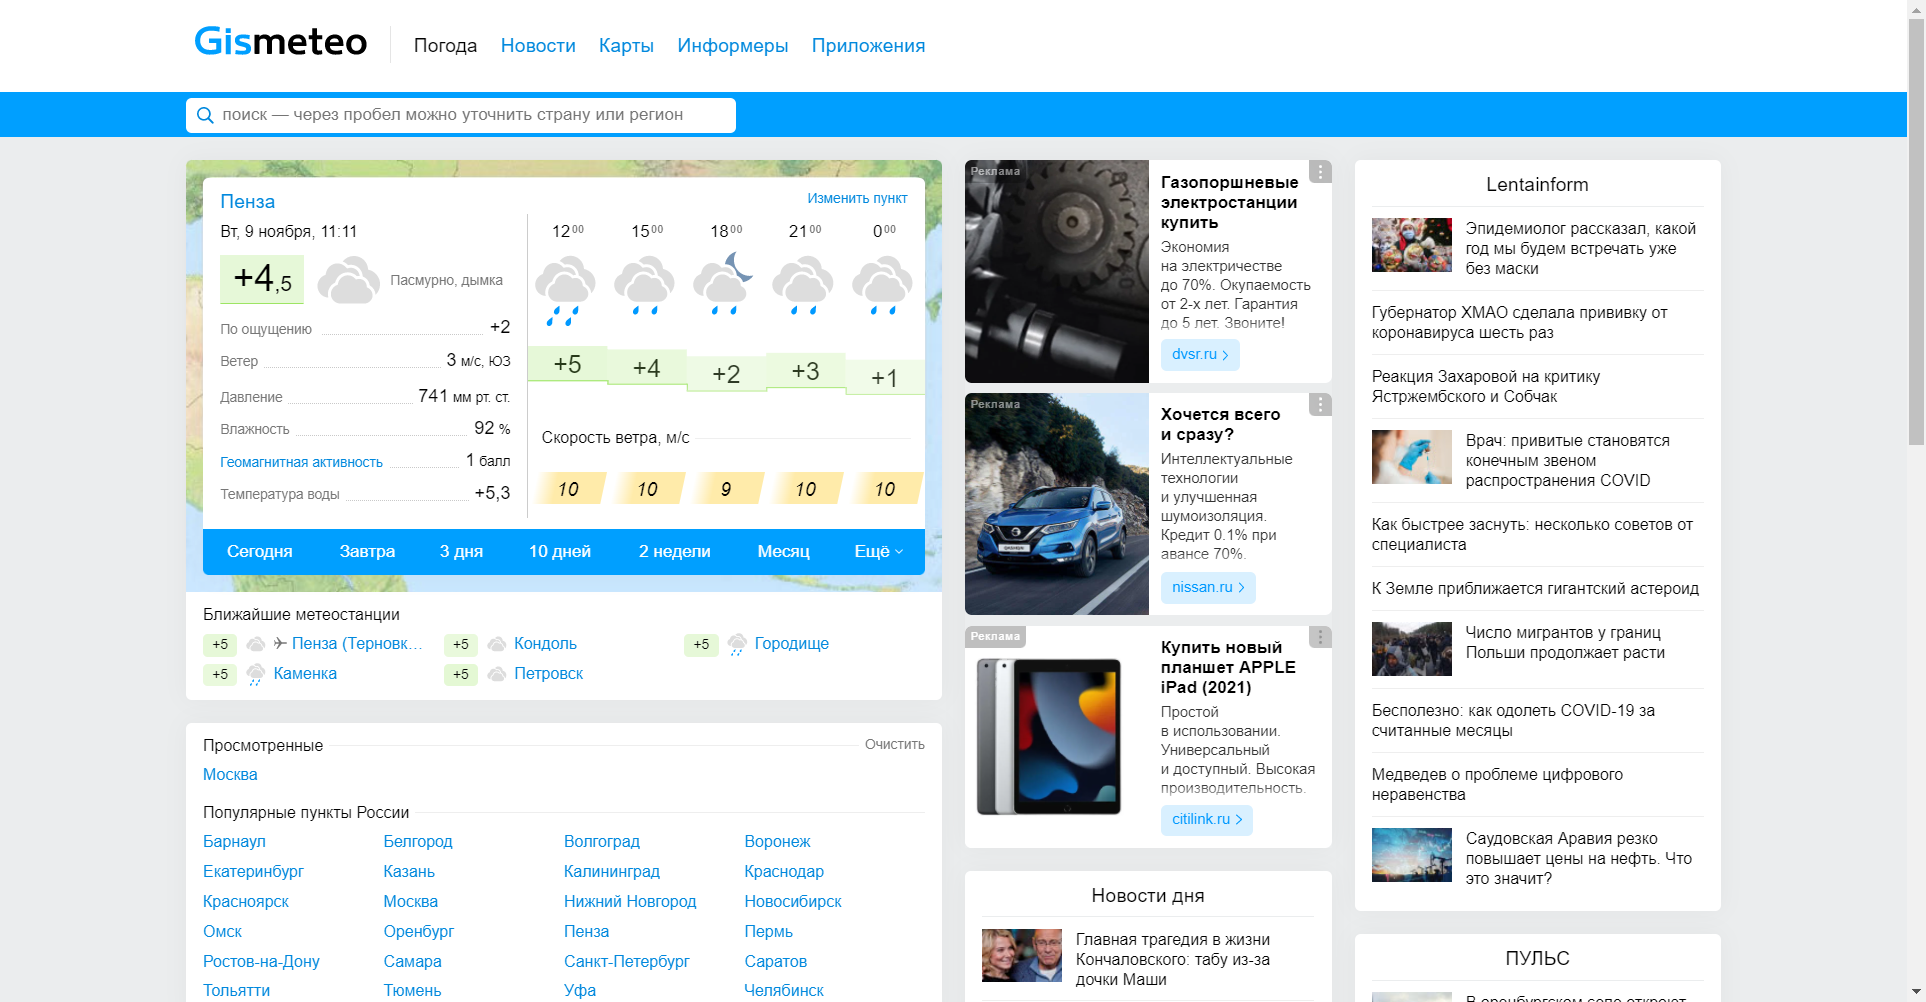 Gismeteo
Погода
Новости
Карты
Информеры
Приложения
поиск — через пробел можно уточнить страну или регион
Пенза
Изменить пункт
Вт, 9 ноября, 11:11
+4,5
Пасмурно, дымка
По ощущению +2
Ветер 3 м/с, ЮЗ
Давление 741 мм рт. ст.
Влажность 92 %
Геомагнитная активность 1 балл
Температура воды +5,3
12 00 15 00 18 00 21 00 0 00
+5 +4 +2 +3 +1
Скорость ветра, м/с
10 10 9 10 10
Сегодня Завтра 3 дня 10 дней 2 недели Месяц Ещё
Ближайшие метеостанции
+5 Пенза (Терновк... +5 Кондоль +5 Городище
+5 Каменка +5 Петровск
Просмотренные
Очистить
Москва
Популярные пункты России
Барнаул Белгород Волгоград Воронеж
Екатеринбург Казань Калининград Краснодар
Красноярск Москва Нижний Новгород Новосибирск
Омск Оренбург Пенза Пермь
Ростов-на-Дону Самара Санкт-Петербург Саратов
Тольятти Тюмень Уфа Челябинск
Реклама
Газопоршневые
электростанции
купить
Экономия
на электричестве
до 70%. Окупаемость
от 2-х лет. Гарантия
до 5 лет. Звоните!
dvsr.ru
Реклама
Хочется всего
и сразу?
Интеллектуальные
технологии
и улучшенная
шумоизоляция.
Кредит 0.1% при
авансе 70%.
nissan.ru
Реклама
Купить новый
планшет APPLE
iPad (2021)
Простой
в использовании.
Универсальный
и доступный. Высокая
производительность.
citilink.ru
Новости дня
Главная трагедия в жизни
Кончаловского: табу из-за
дочки Маши
Lentainform
Эпидемиолог рассказал, какой
год мы будем встречать уже
без маски
Губернатор ХМАО сделала прививку от
коронавируса шесть раз
Реакция Захаровой на критику
Ястржембского и Собчак
Врач: привитые становятся
конечным звеном
распространения COVID
Как быстрее заснуть: несколько советов от
специалиста
К Земле приближается гигантский астероид
Число мигрантов у границ
Польши продолжает расти
Бесполезно: как одолеть COVID-19 за
считанные месяцы
Медведев о проблеме цифрового
неравенства
Саудовская Аравия резко
повышает цены на нефть. Что
это значит?
ПУЛЬС
В оренбургском селе откроют